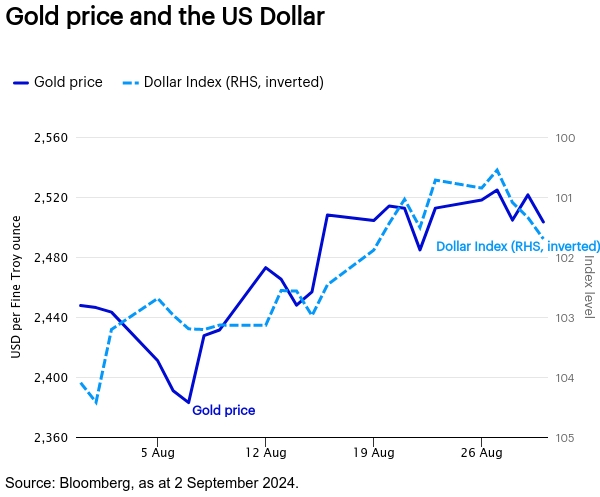 Gold price and the US Dollar
Gold price
Dollar Index (RHS, inverted)
2,560
2,520
2,480
2,440
2,400
2,360
USD per Fine Troy ounce
100
101
102
103
104
105
Index level
Dollar Index (RHS, inverted)
Gold price
5 Aug
12 Aug
19 Aug
26 Aug
Source: Bloomberg, as at 2 September 2024.